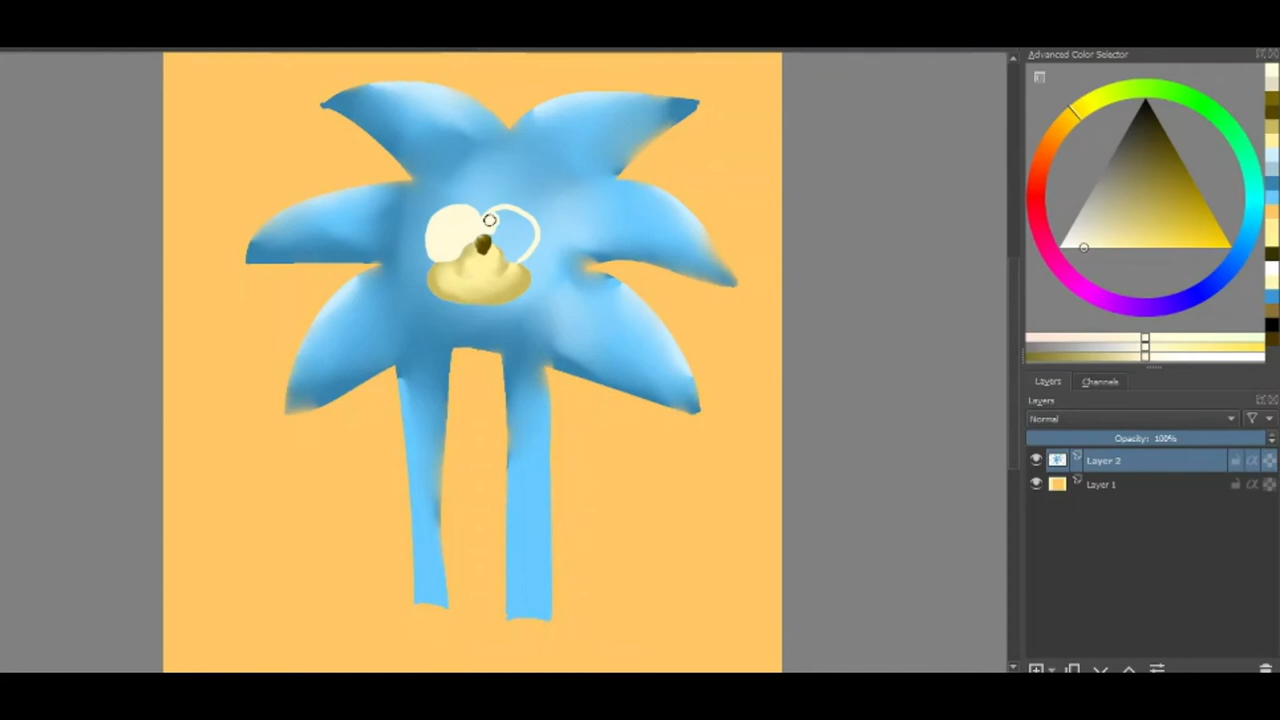 Advanced Color Selector
Layers Channels
Layers
Normal
Opacity: 100%
Layer 2
Layer 1